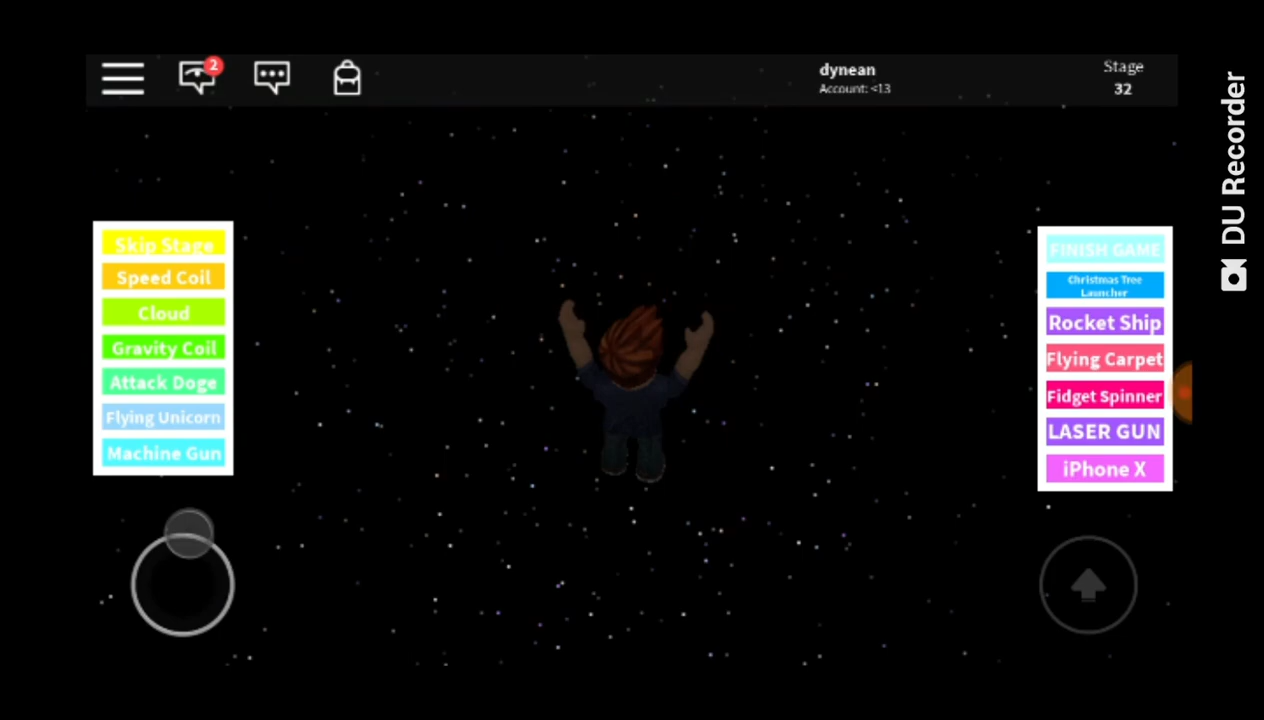 2
dynean
Account: <13
Stage
32
Skip Stage
Speed Coil
Cloud
Gravity Coil
Attack Doge
Flying Unicorn
Machine Gun
FINISH GAME
Christmas Tree
Launcher
Rocket Ship
Flying Carpet
Fidget Spinner
LASER GUN
iPhone X
DU Recorder